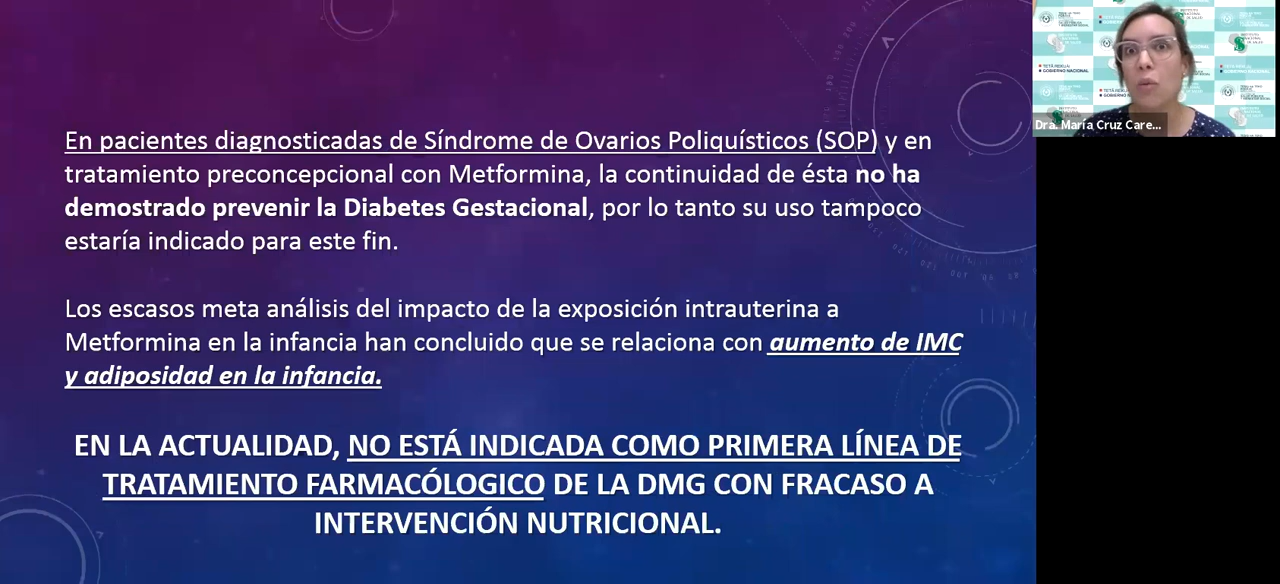 En pacientes diagnosticadas de Síndrome de Ovarios Poliquísticos (SOP) y en
tratamiento preconcepcional con Metformina, la continuidad de ésta no ha
demostrado prevenir la Diabetes Gestacional, por lo tanto su uso tampoco
estaría indicado para este fin.
Los escasos meta análisis del impacto de la exposición intrauterina a
Metformina en la infancia han concluido que se relaciona con aumento de IMC
y adiposidad en la infancia.
EN LA ACTUALIDAD, NO ESTÁ INDICADA COMO PRIMERA LÍNEA DE
TRATAMIENTO FARMACÓLOGICO DE LA DMG CON FRACASO A
INTERVENCIÓN NUTRICIONAL.
Dra. María Cruz Care...
GOBIERNO NACIONAL